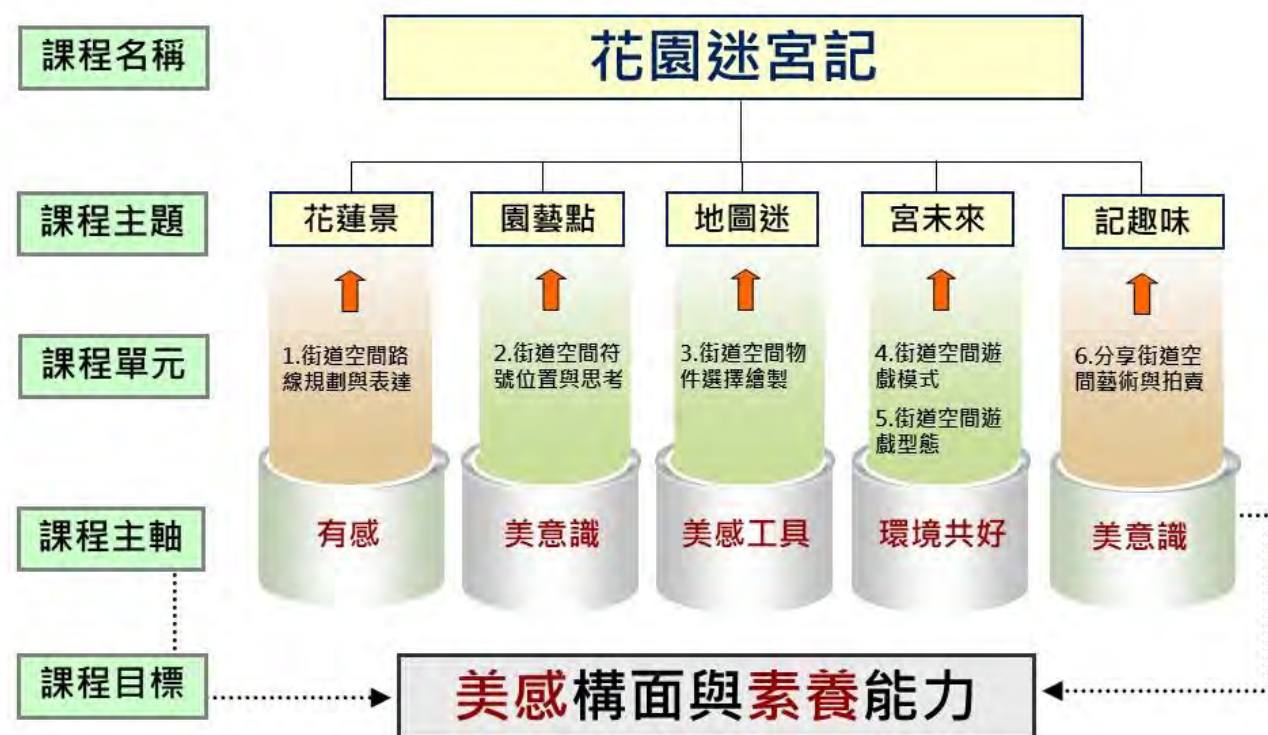 課程名稱
花園迷宮記
課程主題
花蓮景
園藝點
地圖迷
宮未來
記趣味
課程單元
1.街道空間路
線規劃與表達
2.街道空間符
號位置與思考
3.街道空間物
件選擇繪製
4.街道空間遊
戲模式
5.街道空間遊
戲型態
6.分享街道空
間藝術與拍賣
課程主軸
有感
美意識
美感工具
環境共好
美意識
課程目標
美感構面與素養能力